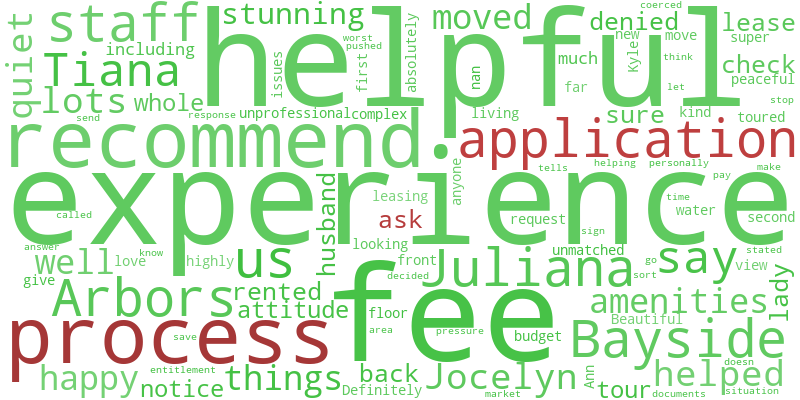 coerced
stunning
moved
denied
lease
staff
helpful
worst
pushed
new
move
super
including
Tiana
quiet
issues
first
absolutely
much
Kyle
think
check
nan
far
let
peaceful
lots
whole
unprofessional
complex
living
sure
kind
toured
stop
send
response
recommend.
application
helping
personally
make
tells
anyone
time
pay
experience
leasing
ask
husband
request
water
second
called
sign
answer
know
looking
unmatched
stated
well
love
highly
us
front
decided
Juliana
say
go
sort
view
lady
give
Arbors
rented
attitude
floor
fee
amenities
Beautiful
process
save
area
pressure
budget
Bayside
entitlement
happy
notice
things
back
Definitely
Jocelyn
market
Ann
tour
helped
doesn
documents
situation